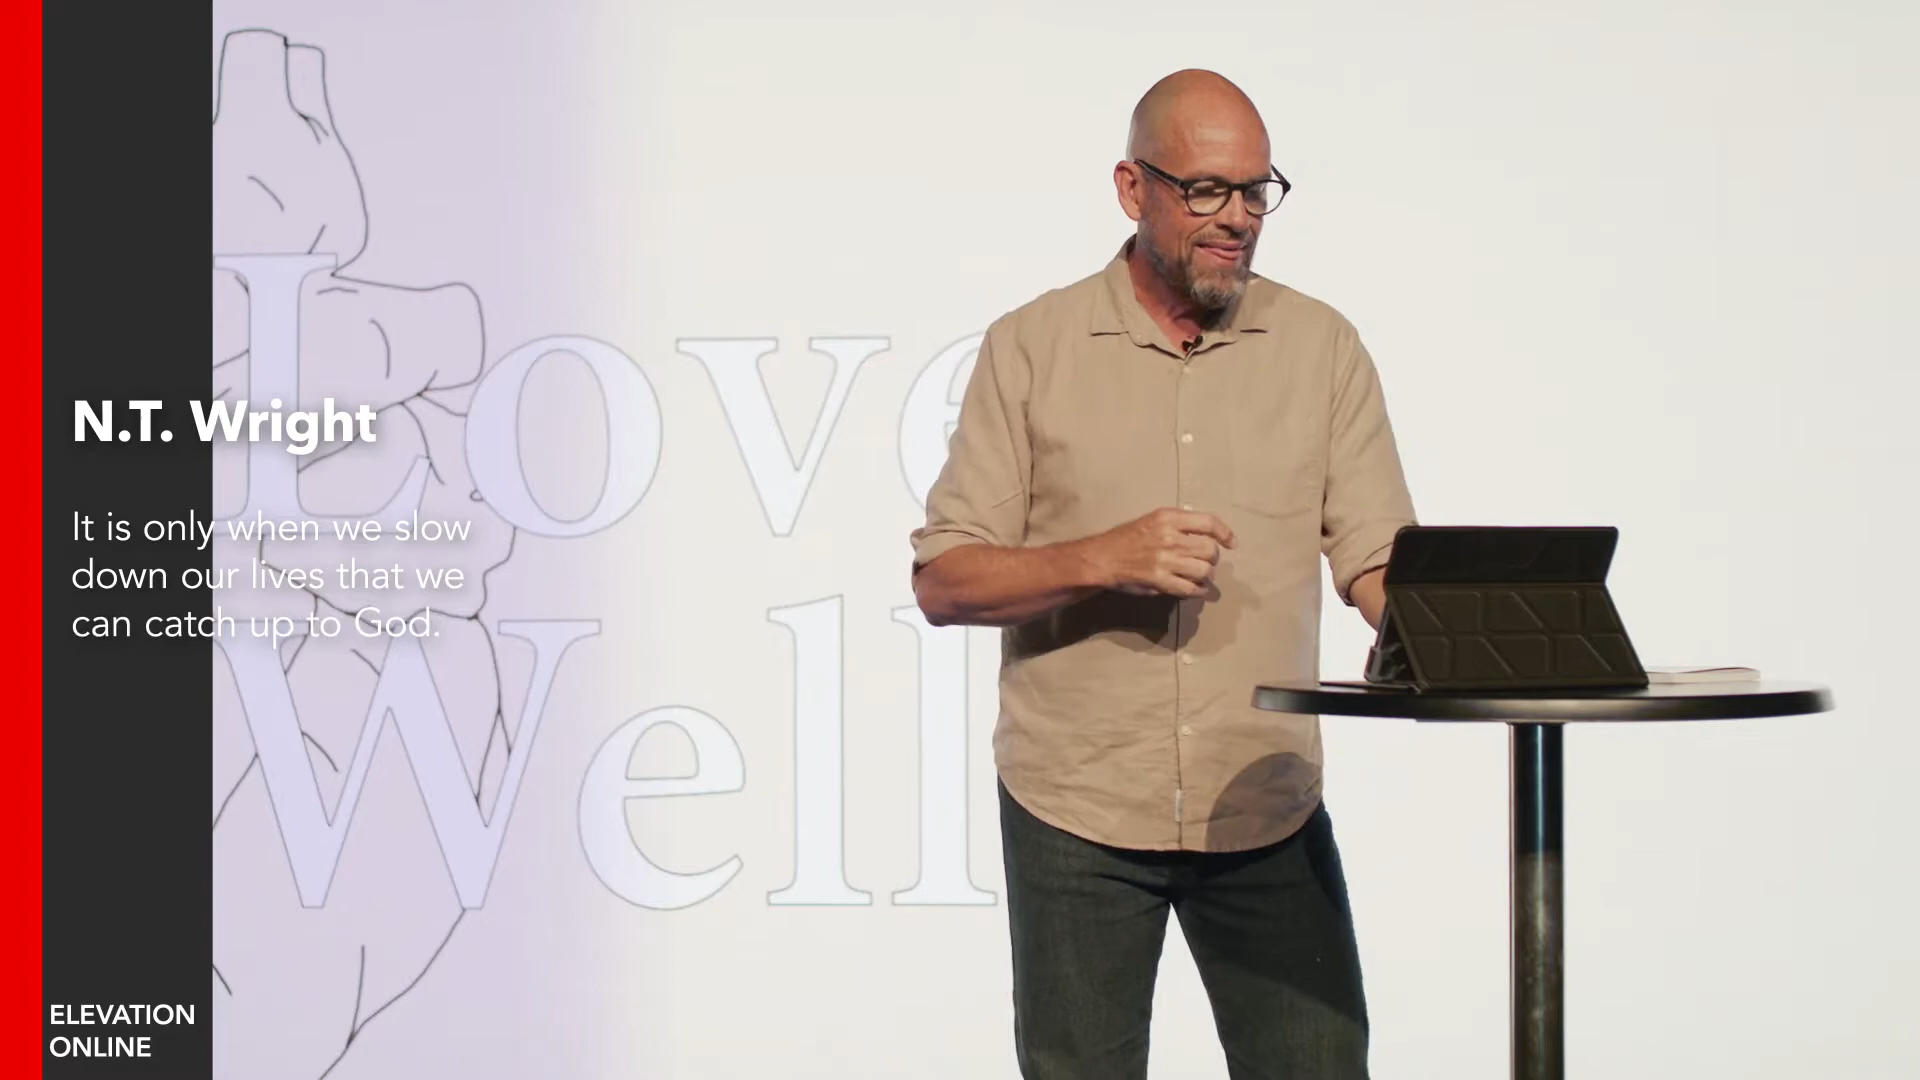 N.T. Wright
It is only when we slow
down our lives that we
can catch up to God.
Love
Well
ELEVATION
ONLINE